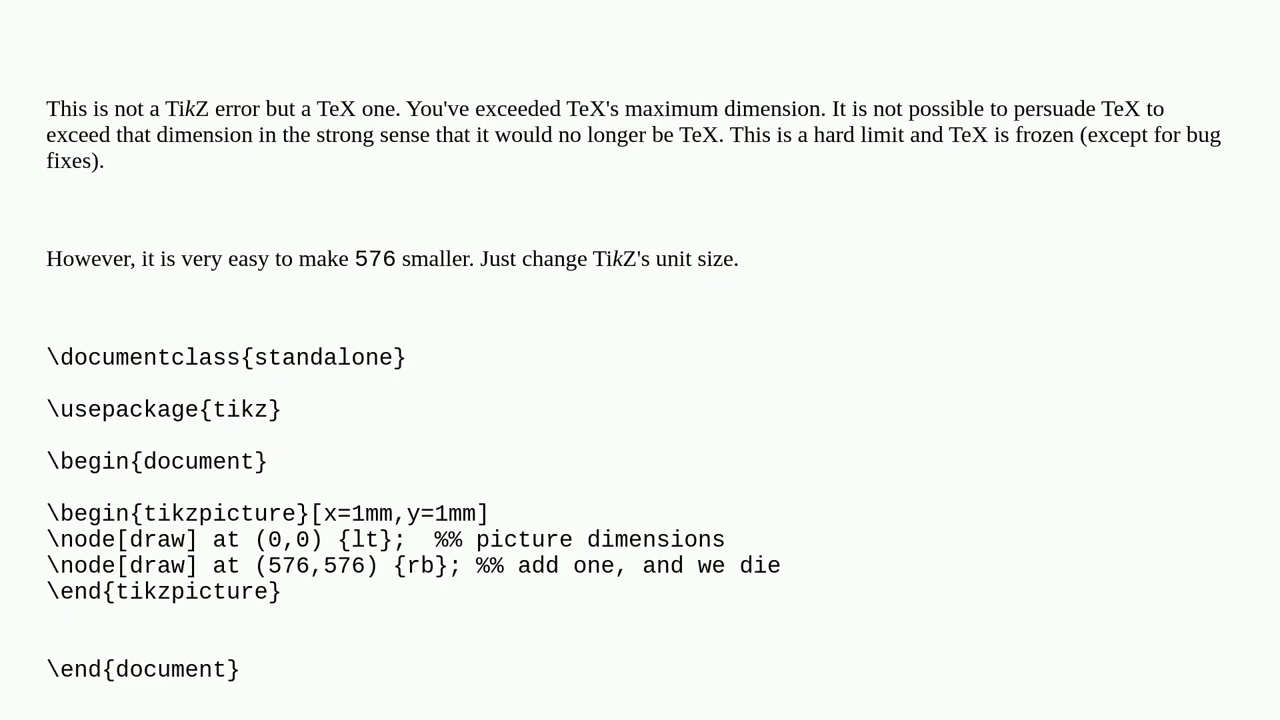 This is not a TikZ error but a TeX one. You've exceeded TeX's maximum dimension. It is not possible to persuade TeX to
exceed that dimension in the strong sense that it would no longer be TeX. This is a hard limit and TeX is frozen (except for bug
fixes).
However, it is very easy to make 576 smaller. Just change TikZ's unit size.
\documentclass{standalone}
\usepackage{tikz}
\begin{document}
\begin{tikzpicture}[x=1mm,y=1mm]
\node[draw] at (0,0) {lt};  %% picture dimensions
\node[draw] at (576,576) {rb}; %% add one, and we die
\end{tikzpicture}
\end{document}